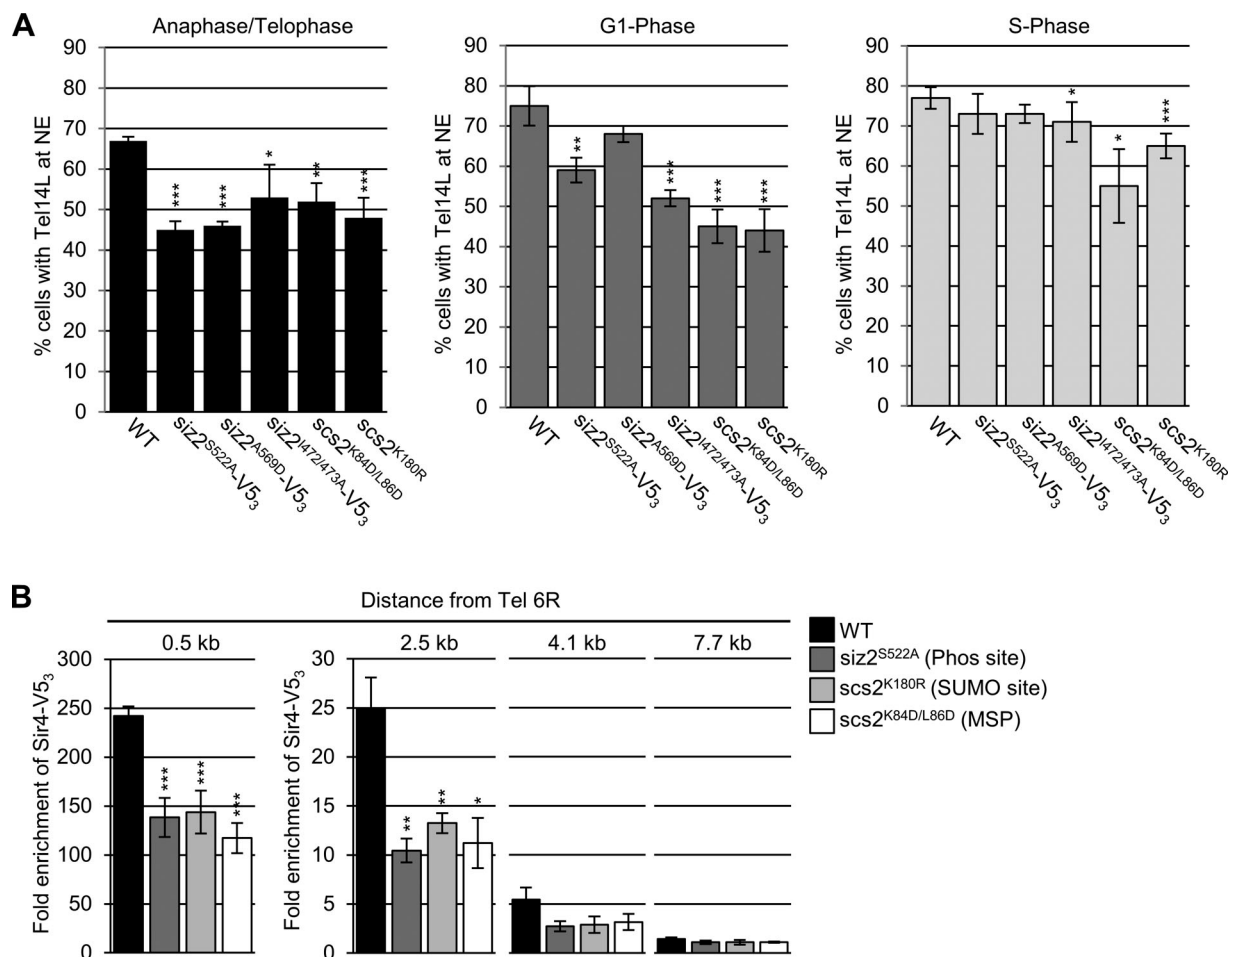 A
Anaphase/Telophase
G1-Phase
S-Phase
% cells with Tel14L at NE
90
80
70
60
50
40
30
20
10
0
***
***
*
**
***
WT
siz2S522A-V53
siz2A569D-V53
siz2I472/473A-V53
scs2K84D/L86D
scs2K180R
% cells with Tel14L at NE
90
80
70
60
50
40
30
20
10
0
**
***
***
***
WT
siz2S522A-V53
siz2A569D-V53
siz2I472/473A-V53
scs2K84D/L86D
scs2K180R
% cells with Tel14L at NE
90
80
70
60
50
40
30
20
10
0
*
*
***
WT
siz2S522A-V53
siz2A569D-V53
siz2I472/473A-V53
scs2K84D/L86D
scs2K180R
B
Distance from Tel 6R
0.5 kb
2.5 kb
4.1 kb
7.7 kb
Fold enrichment of Sir4-V53
300
250
200
150
100
50
0
***
***
***
Fold enrichment of Sir4-V53
30
25
20
15
10
5
0
**
**
*
WT
siz2S522A (Phos site)
scs2K180R (SUMO site)
scs2K84D/L86D (MSP)